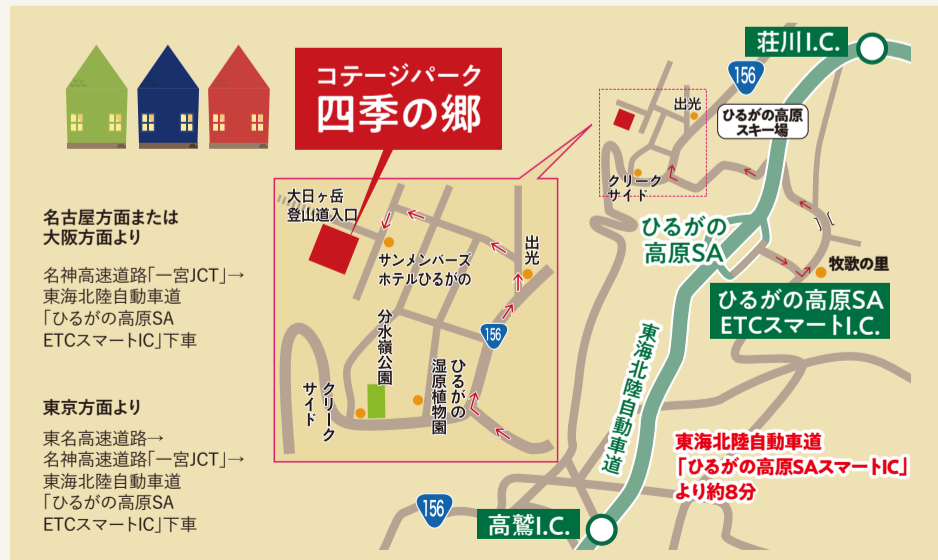 コテージパーク
四季の郷
荘川I.C.
156
出光
ひるがの高原
スキー場
クリーク
サイド
ひるがの
高原SA
牧歌の里
ひるがの高原SA
ETCスマートI.C.
東海北陸自動車道
大日ヶ岳
登山道入口
サンメンバーズ
ホテルひるがの
出光
156
分水嶺公園
ひるがの
湿原植物園
クリーク
サイド
名古屋方面または
大阪方面より
名神高速道路「一宮JCT」→
東海北陸自動車道
「ひるがの高原SA
ETCスマートIC」下車
東京方面より
東名高速道路→
名神高速道路「一宮JCT」→
東海北陸自動車道
「ひるがの高原SA
ETCスマートIC」下車
東海北陸自動車道
「ひるがの高原SAスマートIC」
より約8分
156
高鷲I.C.